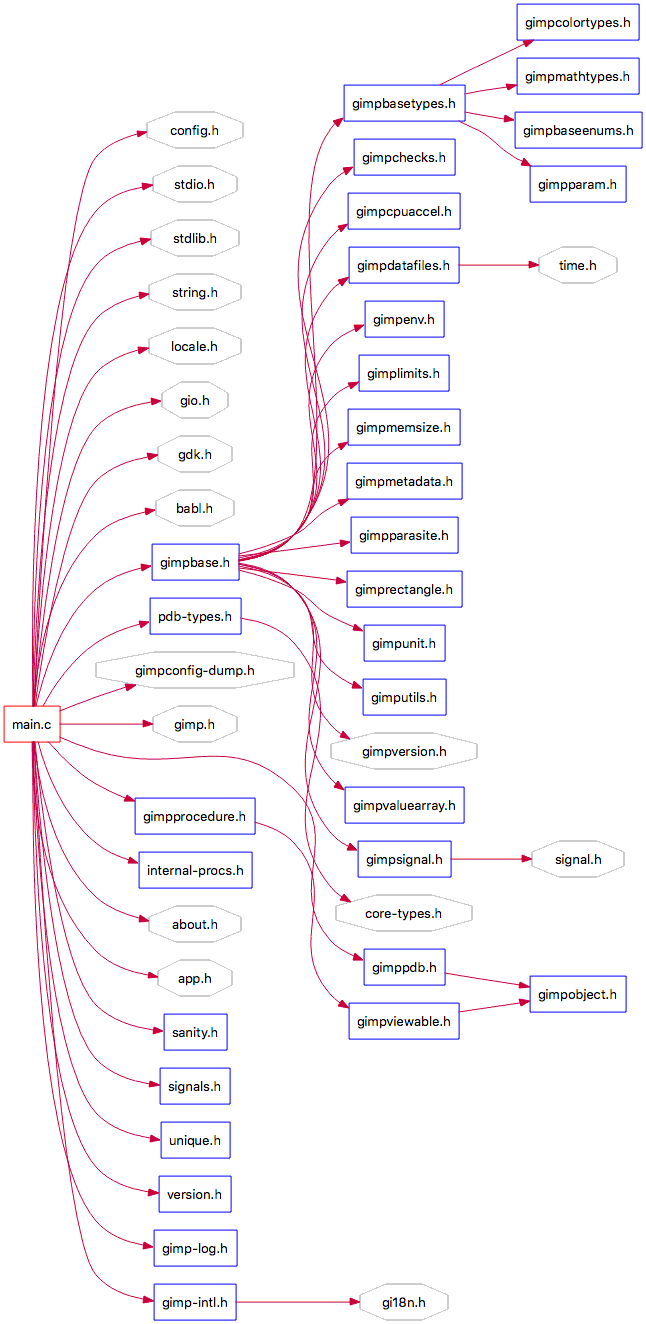 main.c
config.h
stdio.h
stdlib.h
string.h
locale.h
gio.h
gdk.h
babl.h
gimpbase.h
pdb-types.h
gimpconfig-dump.h
gimp.h
gimpprocedure.h
internal-procs.h
about.h
app.h
sanity.h
signals.h
unique.h
version.h
gimp-log.h
gimp-intl.h
gimpbasetypes.h
gimpchecks.h
gimpcpuaccel.h
gimpdatafiles.h
gimpenv.h
gimplimits.h
gimpmemsize.h
gimpmetadata.h
gimpparasite.h
gimprectangle.h
gimpunit.h
gimputils.h
gimpversion.h
gimpvaluearray.h
gimpsignal.h
core-types.h
gimppdb.h
gimpviewable.h
gi18n.h
gimpcolortypes.h
gimpmathtypes.h
gimpbaseenums.h
gimpparam.h
time.h
signal.h
gimpobject.h